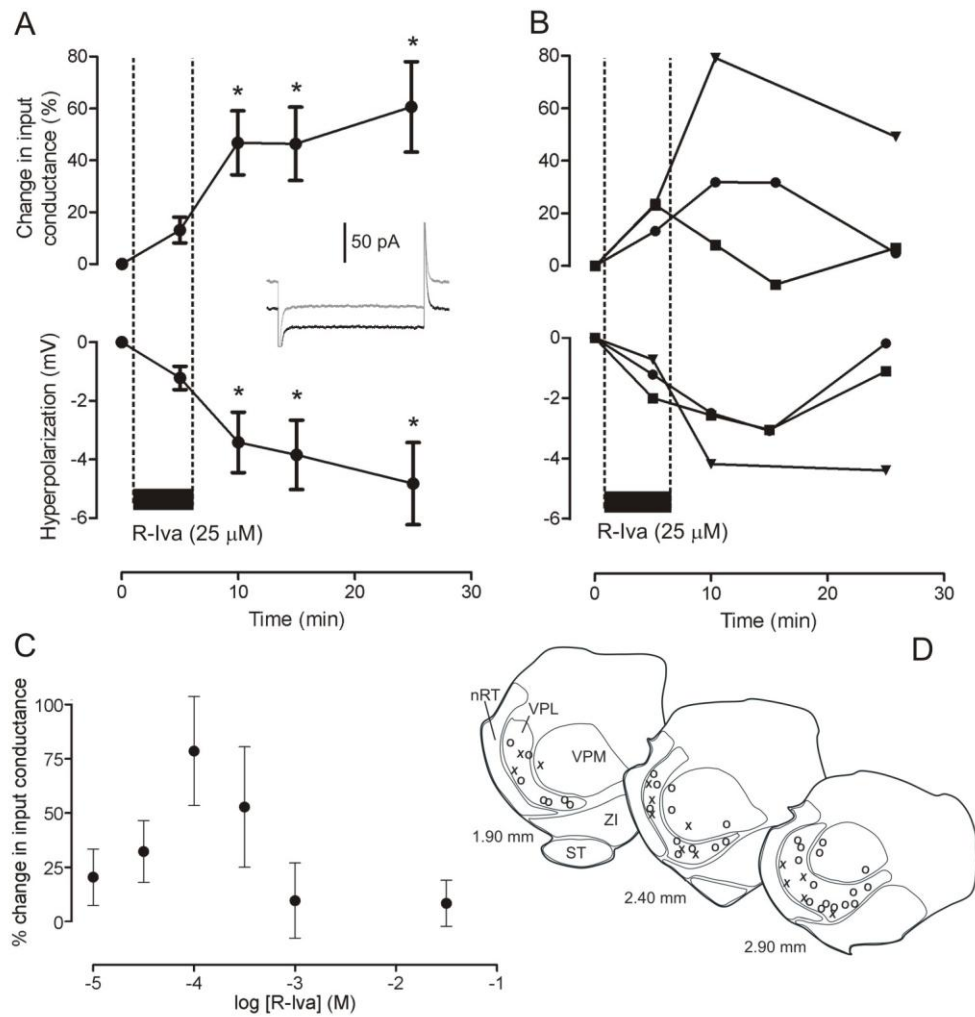 A
Change in input
conductance (%)
80
60
40
20
0
*
*
*
50 pA
Hyperpolarization (mV)
0
-2
-4
-6
*
*
*
R-Iva (25 μM)
0
10
20
30
Time (min)
B
80
60
40
20
0
0
-2
-4
-6
R-Iva (25 μM)
0
10
20
30
Time (min)
C
% change in input conductance
100
75
50
25
0
-5
-4
-3
-2
-1
log [R-Iva] (M)
D
nRT
VPL
VPM
ZI
ST
1.90 mm
2.40 mm
2.90 mm